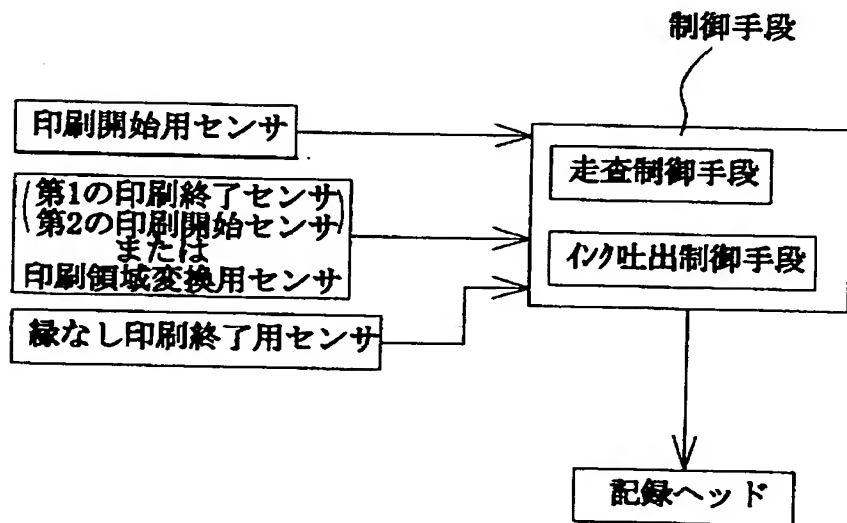 制御手段
印刷開始用センサ
走査制御手段
(第1の印刷終了センサ
第2の印刷開始センサ)
または
印刷領域変換用センサ
インク吐出制御手段
縁なし印刷終了用センサ
記録ヘッド